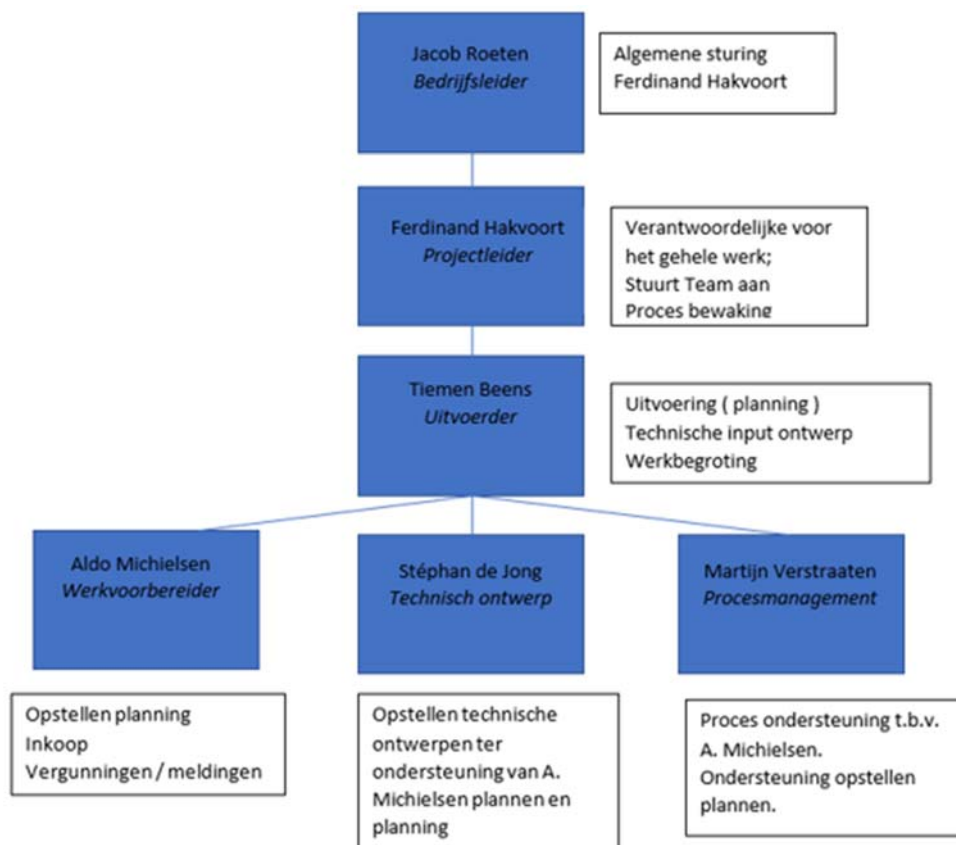 Jacob Roeten
Bedrijfsleider
Algemene sturing
Ferdinand Hakvoort
Ferdinand Hakvoort
Projectleider
Verantwoordelijke voor
het gehele werk;
Stuurt Team aan
Proces bewaking
Tiemen Beens
Uitvoerder
Uitvoering ( planning )
Technische input ontwerp
Werkbegroting
Aldo Michielsen
Werkvoorbereider
Opstellen planning
Inkoop
Vergunningen / meldingen
Stéphan de Jong
Technisch ontwerp
Opstellen technische
ontwerpen ter
ondersteuning van A.
Michielsen plannen en
planning
Martijn Verstraaten
Procesmanagement
Proces ondersteuning t.b.v.
A. Michielsen.
Ondersteuning opstellen
plannen.